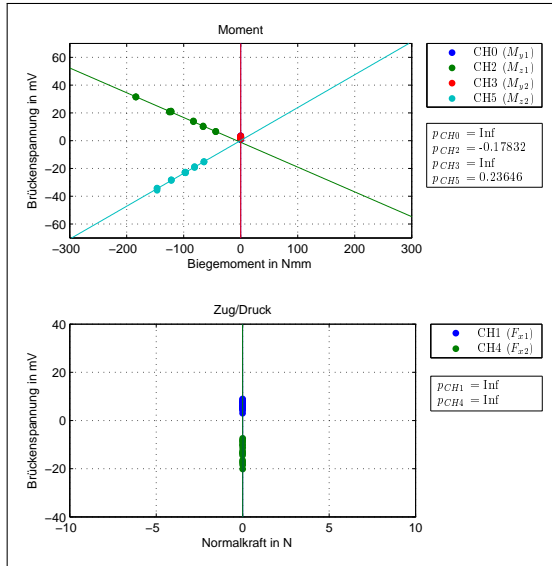 Moment
60
40
20
0
−20
−40
−60
−300
−200
−100
0
100
200
300
Brückenspannung in mV
Biegemoment in Nmm
CH0 (My1)
CH2 (Mz1)
CH3 (My2)
CH5 (Mz2)
pCH0 = Inf
pCH2 = -0.17832
pCH3 = Inf
pCH5 = 0.23646
Zug/Druck
40
20
0
−20
−40
−10
−5
0
5
10
Brückenspannung in mV
Normalkraft in N
CH1 (Fx1)
CH4 (Fx2)
pCH1 = Inf
pCH4 = Inf